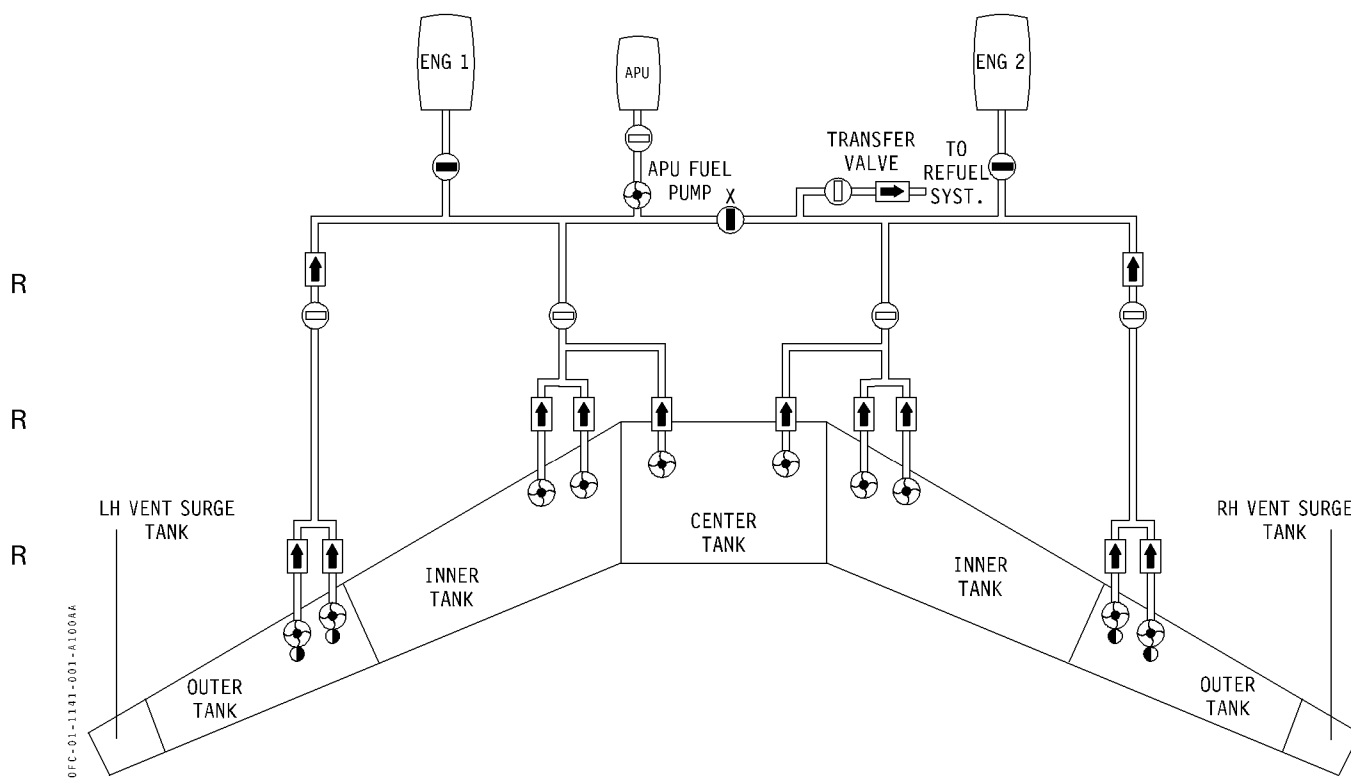 ENG 1
APU
ENG 2
TRANSFER
VALVE
TO
REFUEL
SYST.
APU FUEL
PUMP
X
R
R
R
LH VENT SURGE
TANK
RH VENT SURGE
TANK
CENTER
TANK
INNER
TANK
INNER
TANK
OUTER
TANK
OUTER
TANK
0FC-01-1141-001-A100AA